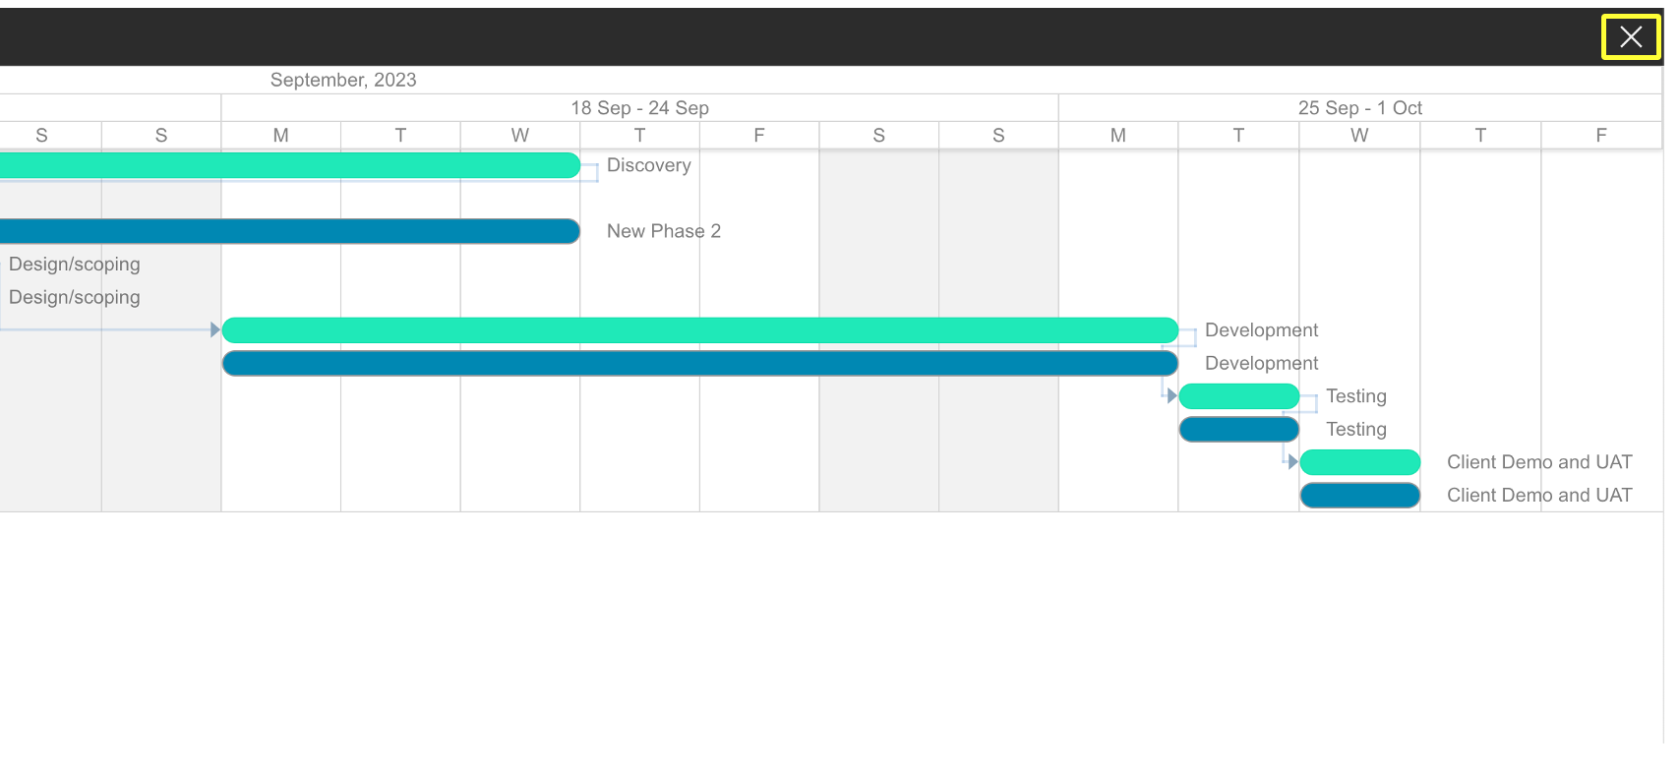 September, 2023
18 Sep - 24 Sep 25 Sep - 1 Oct
S S M T W T F S S M T W T F
Discovery
New Phase 2
Design/scoping
Design/scoping
Development
Development
Testing
Testing
Client Demo and UAT
Client Demo and UAT